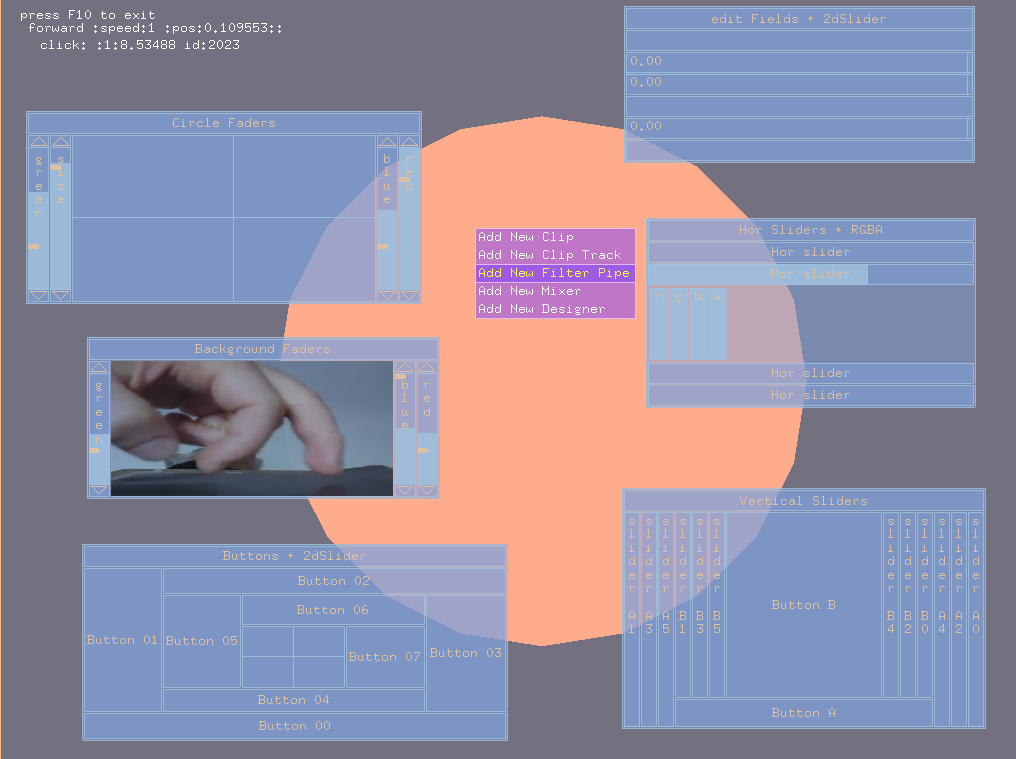 press F10 to exit
forward :speed:1 :pos:0.109553::
click: :1:8.53488 id:2023
edit Fields + 2dSlider
0.00
0.00
0.00
Circle Faders
green
size
blue
red
Add New Clip
Add New Clip Track
Add New Filter Pipe
Add New Mixer
Add New Designer
Hor Sliders + RGBA
Hor slider
Hor slider
r g b a
Hor slider
Hor slider
Background Faders
green
blue
red
Buttons + 2dSlider
Button 02
Button 06
Button 01
Button 05
Button 07
Button 03
Button 04
Button 00
Vertical Sliders
slider A1
slider A3
slider A5
slider B1
slider B3
slider B5
Button B
slider B4
slider B2
slider B0
slider A4
slider A2
slider A0
Button A